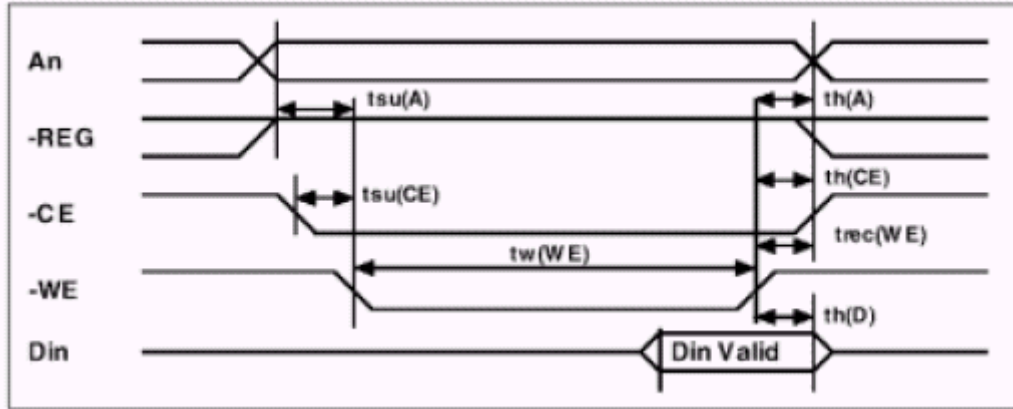 An
tsu(A)
th(A)
-REG
th(CE)
tsu(CE)
-CE
trec(WE)
tw(WE)
-WE
th(D)
Din
Din Valid